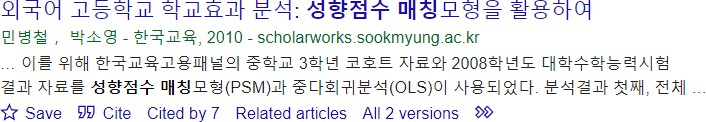 외국어 고등학교 학교효과 분석: 성향점수 매칭모형을 활용하여
민병철 , 박소영 - 한국교육, 2010 - scholarworks.sookmyung.ac.kr
... 이를 위해 한국교육고용패널의 중학교 3학년 코호트 자료와 2008학년도 대학수학능력시험
결과 자료를 성향점수 매칭모형(PSM)과 중다회귀분석(OLS)이 사용되었다. 분석결과 첫째, 전체 ...
Save Cite Cited by 7 Related articles All 2 versions